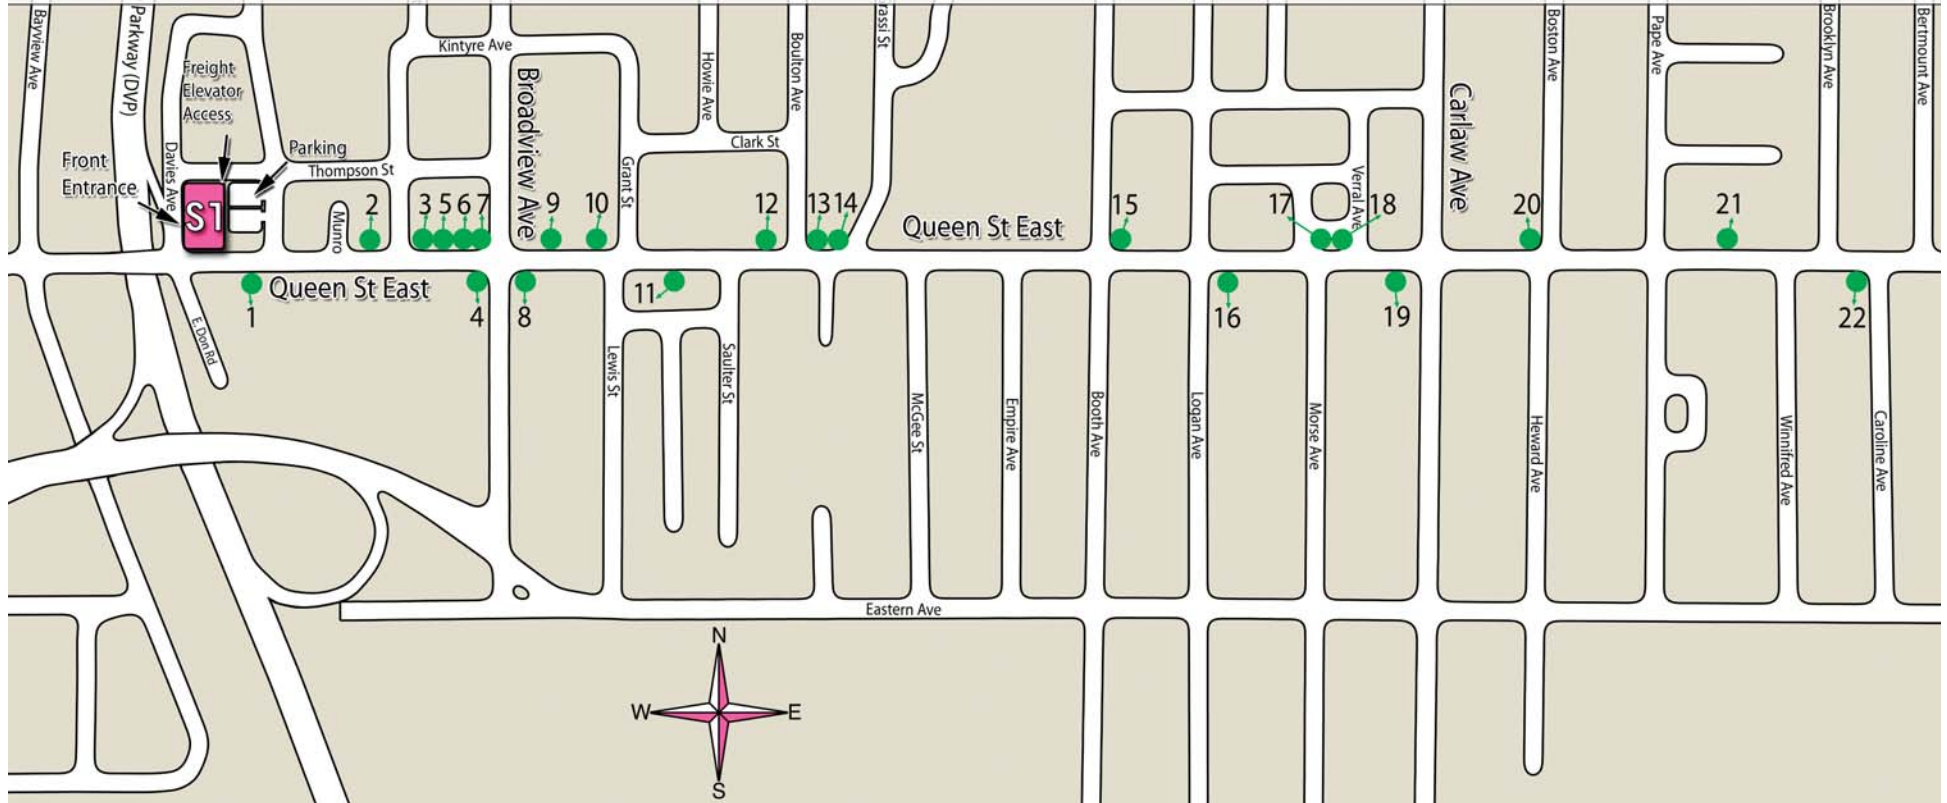 Bayview Ave
Parkway (DVP)
Kintyre Ave
Broadview Ave
Howie Ave
Boulton Ave
Boston Ave
Pape Ave
Brooklyn Ave
Bertmount Ave
Freight
Elevator
Access
Carlaw Ave
Clark St
Front
Entrance
Davies Ave
Parking
Thompson St
Grant St
Verral Ave
S1
Munro
2
3
5
6
7
9
10
12
13
14
15
17
18
20
21
Queen St East
Queen St East
1
4
8
11
16
19
22
E. Don Rd
Lewis St
Saulter St
McGee St
Empire Ave
Booth Ave
Logan Ave
Morse Ave
Heward Ave
Winnifred Ave
Caroline Ave
Eastern Ave
N
W
E
S